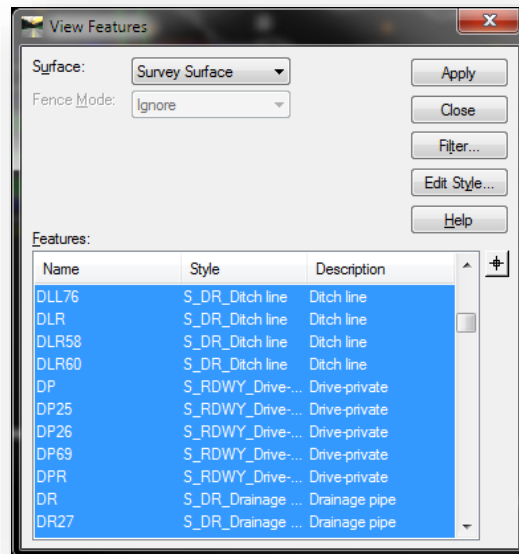 View Features
Surface: Survey Surface Apply
Fence Mode: Ignore Close
Filter...
Edit Style...
Help
Features:
Name Style Description
DLL76 S_DR_Ditch line Ditch line
DLR S_DR_Ditch line Ditch line
DLR58 S_DR_Ditch line Ditch line
DLR60 S_DR_Ditch line Ditch line
DP S_RDWY_Drive-... Drive-private
DP25 S_RDWY_Drive-... Drive-private
DP26 S_RDWY_Drive-... Drive-private
DP69 S_RDWY_Drive-... Drive-private
DPR S_RDWY_Drive-... Drive-private
DR S_DR_Drainage ... Drainage pipe
DR27 S_DR_Drainage ... Drainage pipe